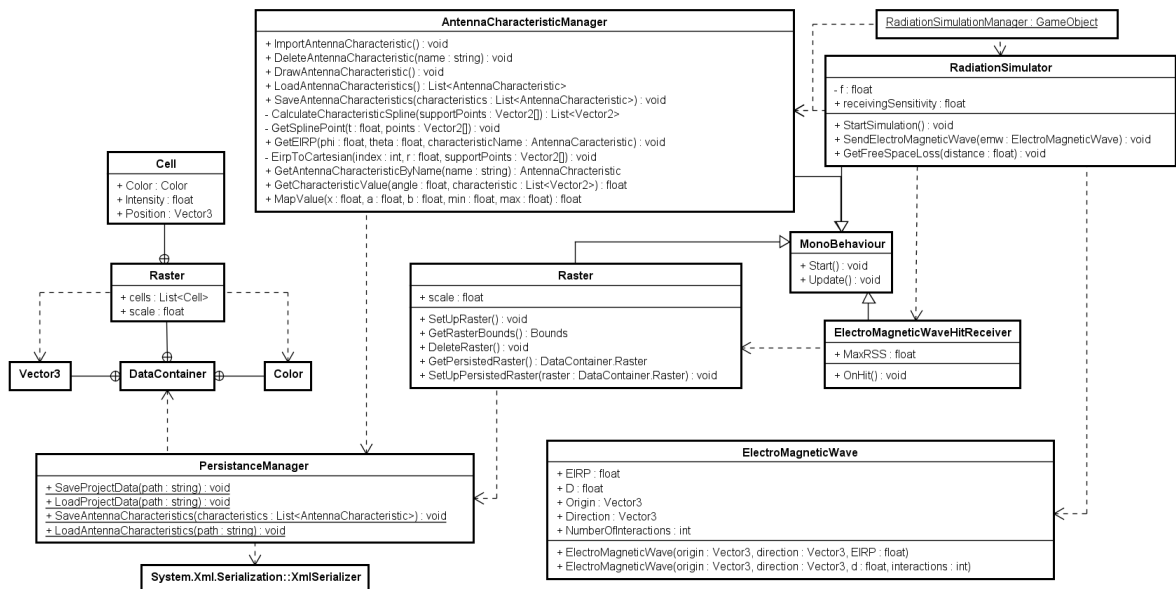 AntennaCharacteristicManager
+ ImportAntennaCharacteristic() : void
+ DeleteAntennaCharacteristic(name : string) : void
+ DrawAntennaCharacteristic() : void
+ LoadAntennaCharacteristics() : List<AntennaCharacteristic>
+ SaveAntennaCharacteristics(characteristics : List<AntennaCharacteristic>) : void
- CalculateCharacteristicSpline(supportPoints : Vector2[]) : List<Vector2>
- GetSplinePoint(t : float, points : Vector2[]) : void
+ GetEIRP(phi : float, theta : float, characteristicName : AntennaCaracteristic) : void
- EirpToCartesian(index : int, r : float, supportPoints : Vector2[]) : void
+ GetAntennaCharacteristicByName(name : string) : AntennaChracteristic
+ GetCharacteristicValue(angle : float, characteristic : List<Vector2>) : float
+ MapValue(x : float, a : float, b : float, min : float, max : float) : float
RadiationSimulationManager : GameObject
RadiationSimulator
- f : float
+ receivingSensitivity : float
+ StartSimulation() : void
+ SendElectroMagneticWave(emw : ElectroMagneticWave) : void
+ GetFreeSpaceLoss(distance : float) : void
Cell
+ Color : Color
+ Intensity : float
+ Position : Vector3
Raster
+ cells : List<Cell>
+ scale : float
Vector3
DataContainer
Color
MonoBehaviour
+ Start() : void
+ Update() : void
Raster
+ scale : float
+ SetUpRaster() : void
+ GetRasterBounds() : Bounds
+ DeleteRaster() : void
+ GetPersistedRaster() : DataContainer.Raster
+ SetUpPersistedRaster(raster : DataContainer.Raster) : void
ElectroMagneticWaveHitReceiver
+ MaxRSS : float
+ OnHit() : void
PersistanceManager
+ SaveProjectData(path : string) : void
+ LoadProjectData(path : string) : void
+ SaveAntennaCharacteristics(characteristics : List<AntennaCharacteristic>) : void
+ LoadAntennaCharacteristics(path : string) : void
System.Xml.Serialization::XmlSerializer
ElectroMagneticWave
+ EIRP : float
+ D : float
+ Origin : Vector3
+ Direction : Vector3
+ NumberOfInteractions : int
+ ElectroMagneticWave(origin : Vector3, direction : Vector3, EIRP : float)
+ ElectroMagneticWave(origin : Vector3, direction : Vector3, d : float, interactions : int)